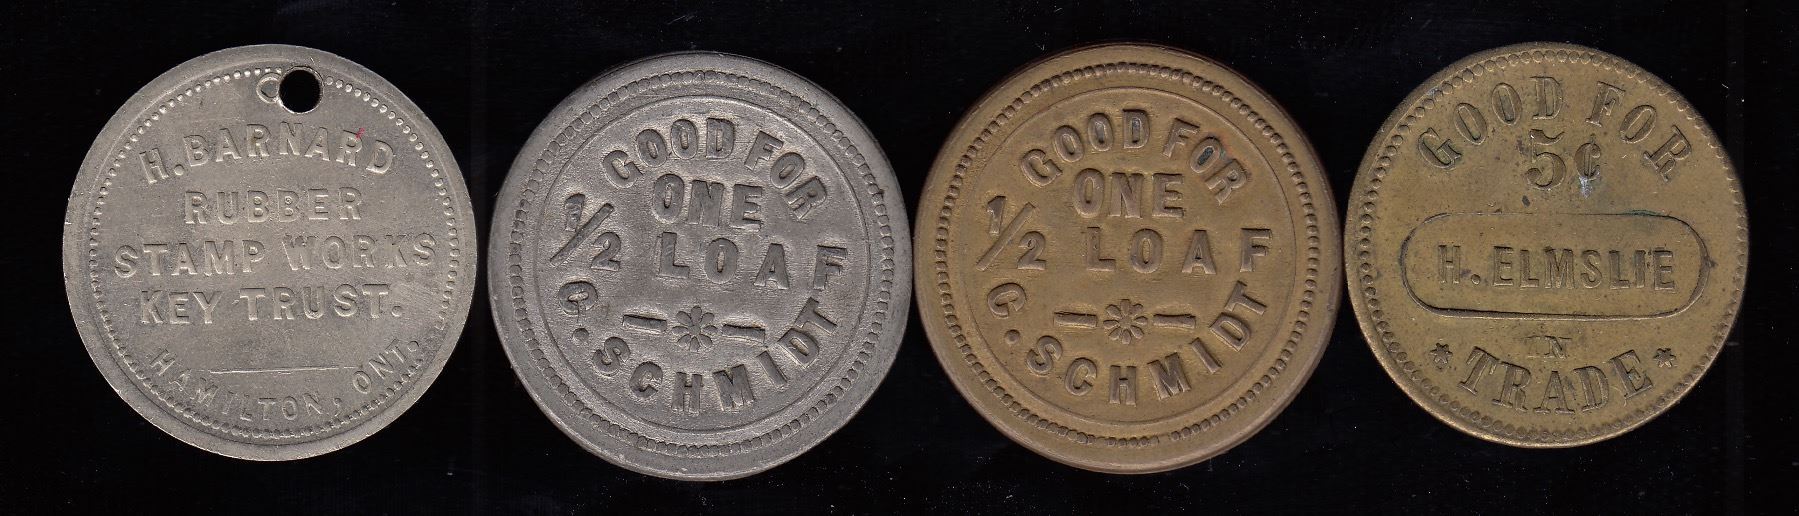 H. BARNARD
RUBBER
STAMP WORKS
KEY TRUST.
HAMILTON, ONT.
GOOD FOR
ONE
1/2 LOAF
C. SCHMIDT
GOOD FOR
ONE
1/2 LOAF
C. SCHMIDT
GOOD FOR
5¢
H. ELMSLIE
IN
* TRADE *